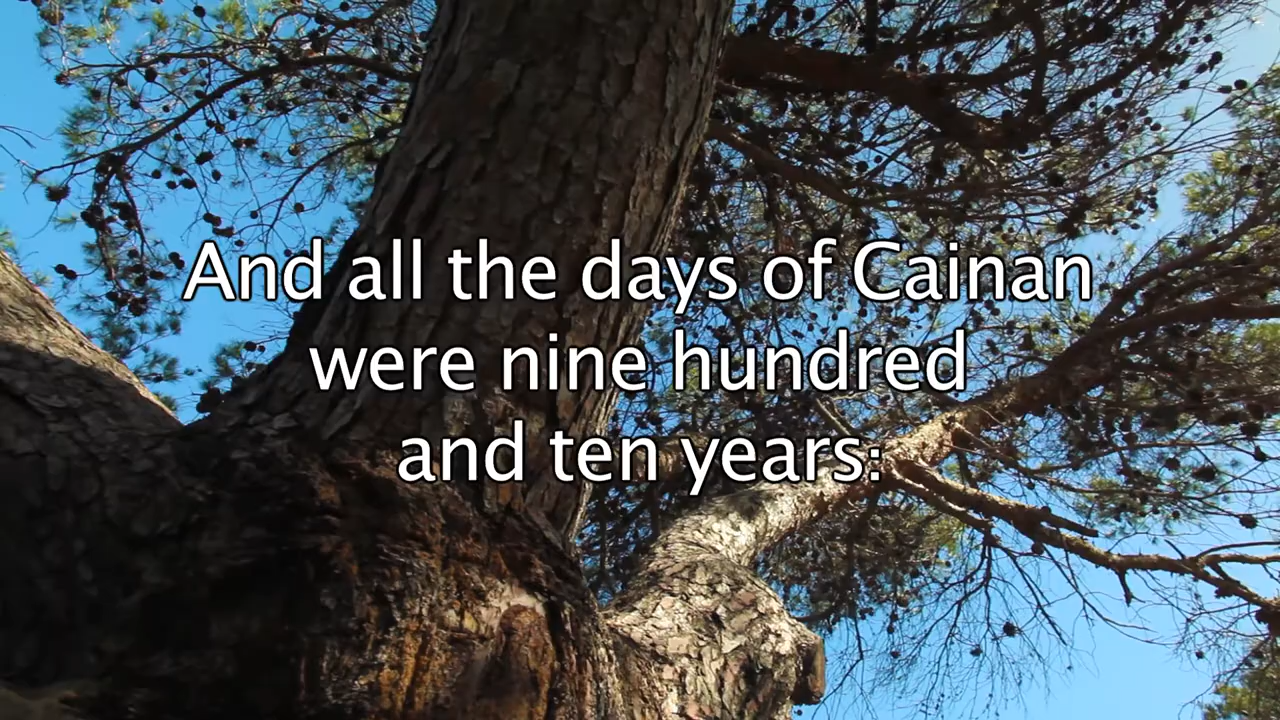 And all the days of Cainan
were nine hundred
and ten years: